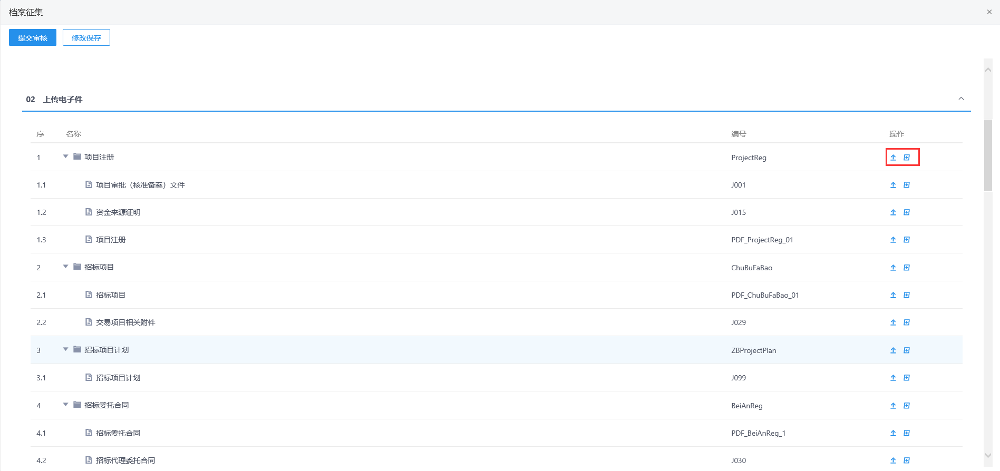 档案征集
提交审核 修改保存
02 上传电子件
序 名称 编号 操作
1 项目注册 ProjectReg
1.1 项目审批（核准备案）文件 J001
1.2 资金来源证明 J015
1.3 项目注册 PDF_ProjectReg_01
2 招标项目 ChuBuFaBao
2.1 招标项目 PDF_ChuBuFaBao_01
2.2 交易项目相关附件 J029
3 招标项目计划 ZBProjectPlan
3.1 招标项目计划 J099
4 招标委托合同 BeiAnReg
4.1 招标委托合同 PDF_BeiAnReg_1
4.2 招标代理委托合同 J030